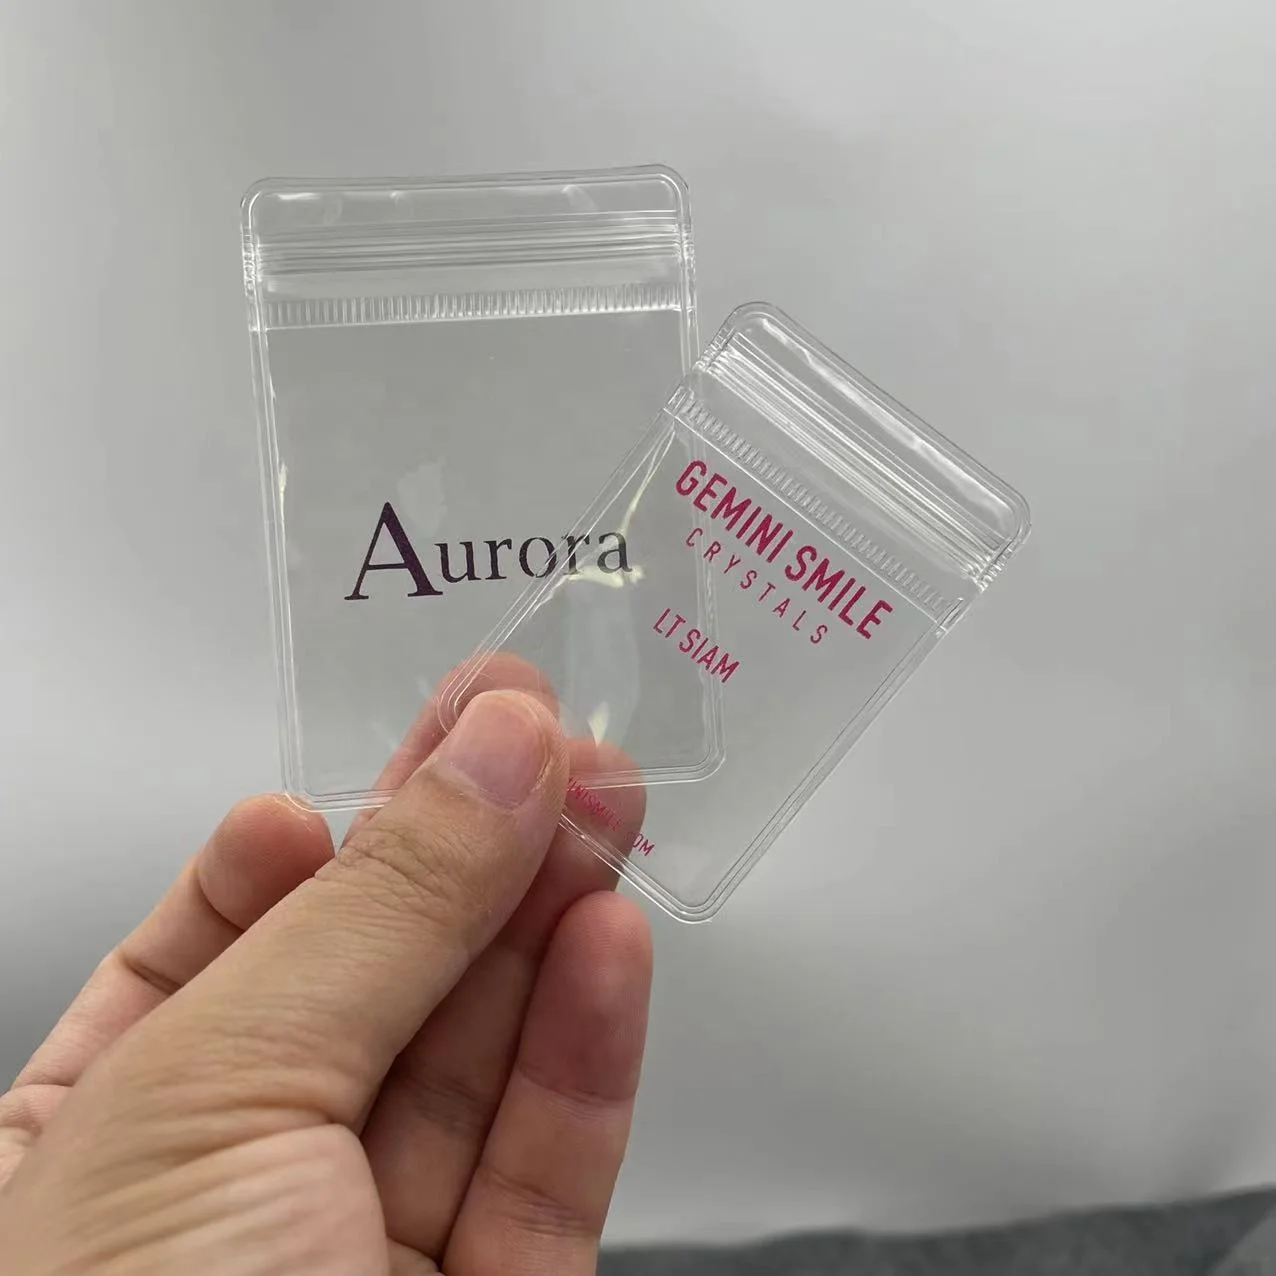 Aurora
GEMINI SMILE
CRYSTALS
LT SIAM